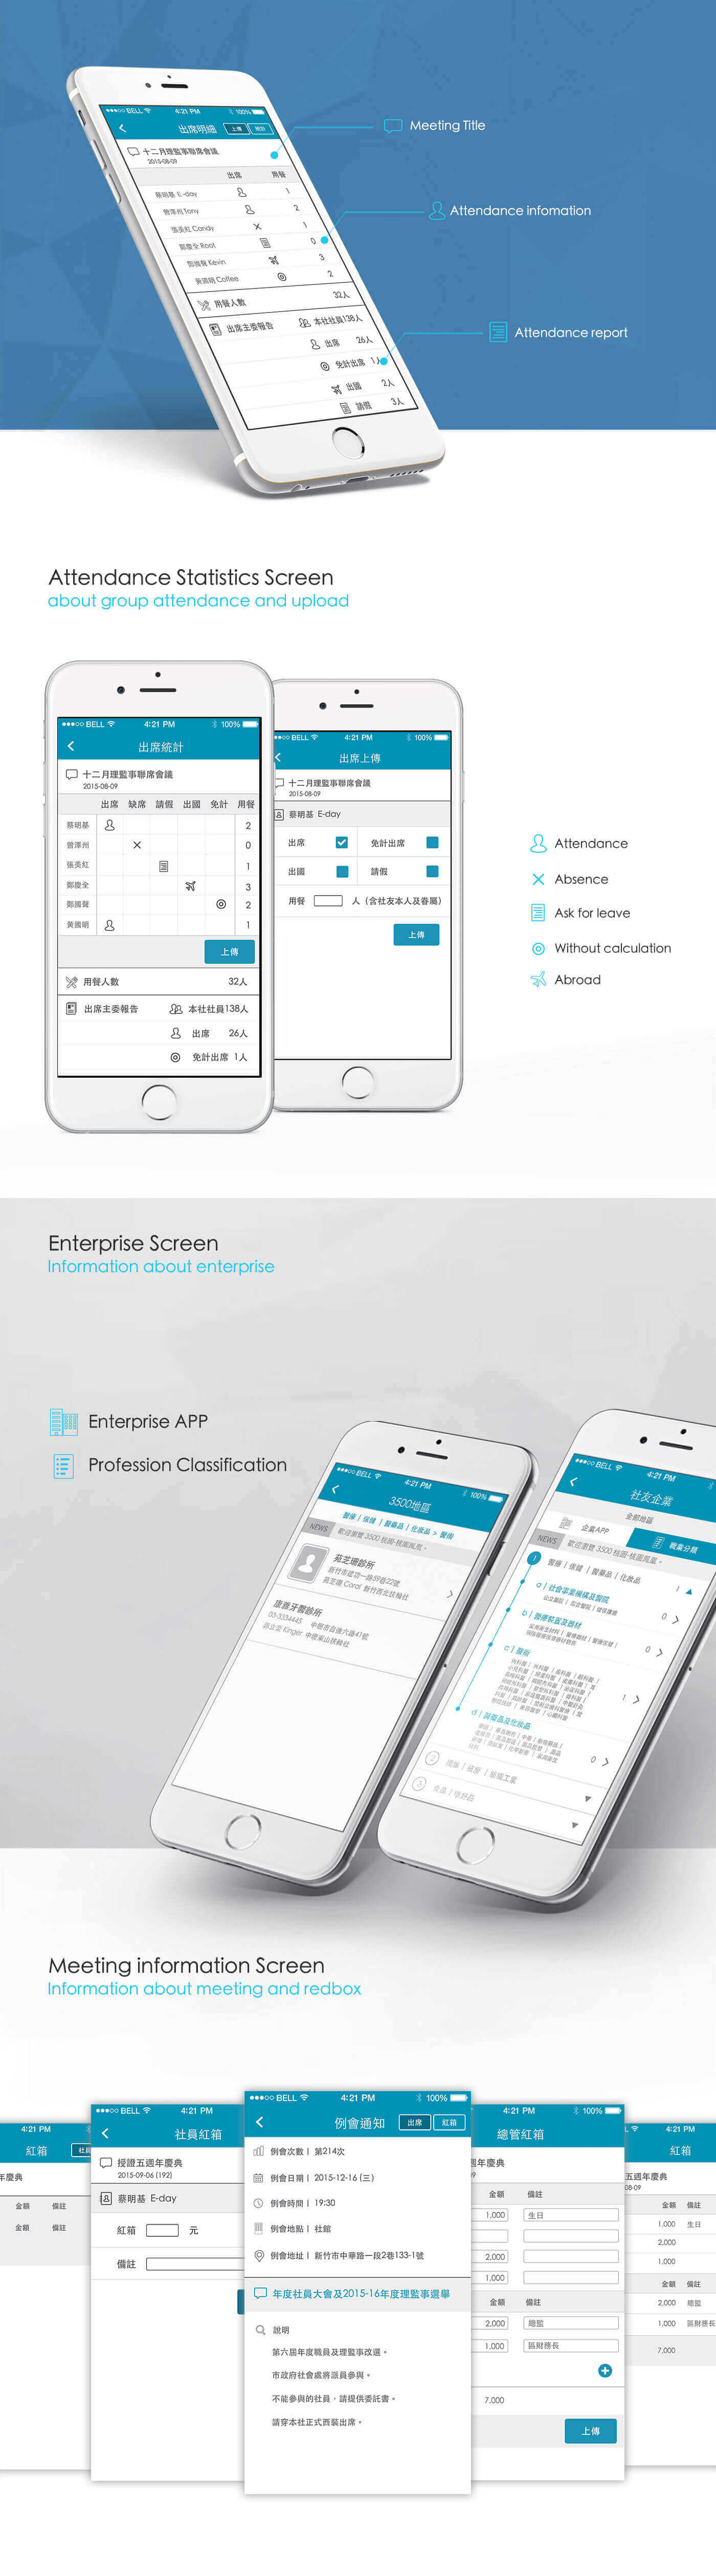 ●●●○○ BELL 4:21 PM 100%
出席明細 上傳 統計
十二月理監事聯席會議
2015-08-09
出席 用餐
蔡明基 E-day 1
曾澤州 Tony 2
張英紅 Candy 1
鄭慶全 Root 0
鄭國聲 Kevin 3
黃國明 Coffee 2
用餐人數 32人
出席主委報告 本社社員138人
出席 26人
免計出席 1人
出國 2人
請假 3人
Meeting Title
Attendance infomation
Attendance report
Attendance Statistics Screen
about group attendance and upload
●●●○○ BELL 4:21 PM 100%
出席統計
十二月理監事聯席會議
2015-08-09
出席 缺席 請假 出國 免計 用餐
蔡明基 2
曾澤州 0
張英紅 1
鄭慶全 3
鄭國聲 2
黃國明 1
上傳
用餐人數 32人
出席主委報告 本社社員138人
出席 26人
免計出席 1人
●●○○ BELL 4:21 PM 100%
出席上傳
十二月理監事聯席會議
2015-08-09
蔡明基 E-day
出席 免計出席
出國 請假
用餐 人（含社友本人及眷屬）
上傳
Attendance
Absence
Ask for leave
Without calculation
Abroad
Enterprise Screen
Information about enterprise
Enterprise APP
Profession Classification
●●●○○ BELL 4:21 PM 100%
3500地區
醫療 | 保健 | 醫藥品 | 化妝品 > 醫術
NEWS 歡迎瀏覽 3500 桃園-桃園鳳凰。
苑芝珊診所
新竹市建功一路59巷22號
苑芝珊 Coral 新竹西北扶輪社
康雅牙醫診所
03-3334445 中壢市自強六路41號
Kinger 中壢東山扶輪社
●●●○○ BELL 4:21 PM
社友企業
全部地區
企業APP 職業分類
NEWS 歡迎瀏覽 3500 桃園-桃園鳳凰。
1 醫療 | 保健 | 醫藥品 | 化妝品 1
a | 社會事業機構及醫院 0
b | 醫療裝置及器材 0
c | 醫術 1
d | 醫藥品及化妝品 0
2
3 食品 | 嗜好品
Meeting information Screen
Information about meeting and redbox
4:21 PM
紅箱 社員
年慶典
金額 備註
金額 備註
●●●○○ BELL 4:21 PM
社員紅箱
授證五週年慶典
2015-09-06 (192)
蔡明基 E-day
紅箱 元
備註
●●●○○ BELL 4:21 PM 100%
例會通知 出席 紅箱
例會次數 | 第214次
例會日期 | 2015-12-16 (三)
例會時間 | 19:30
例會地點 | 社館
例會地址 | 新竹市中華路一段2巷133-1號
年度社員大會及2015-16年度理監事選舉
說明
第六屆年度職員及理監事改選。
市政府社會處將派員參與。
不能參與的社員，請提供委託書。
請穿本社正式西裝出席。
4:21 PM 100%
總管紅箱
週年慶典
金額 備註
1,000 生日
2,000
1,000
金額 備註
2,000 總監
1,000 區財務長
7,000
上傳
4:21 PM
紅箱
五週年慶典
08-09
金額 備註
1,000 生日
2,000
1,000
金額 備註
2,000 總監
1,000 區財務長
7,000